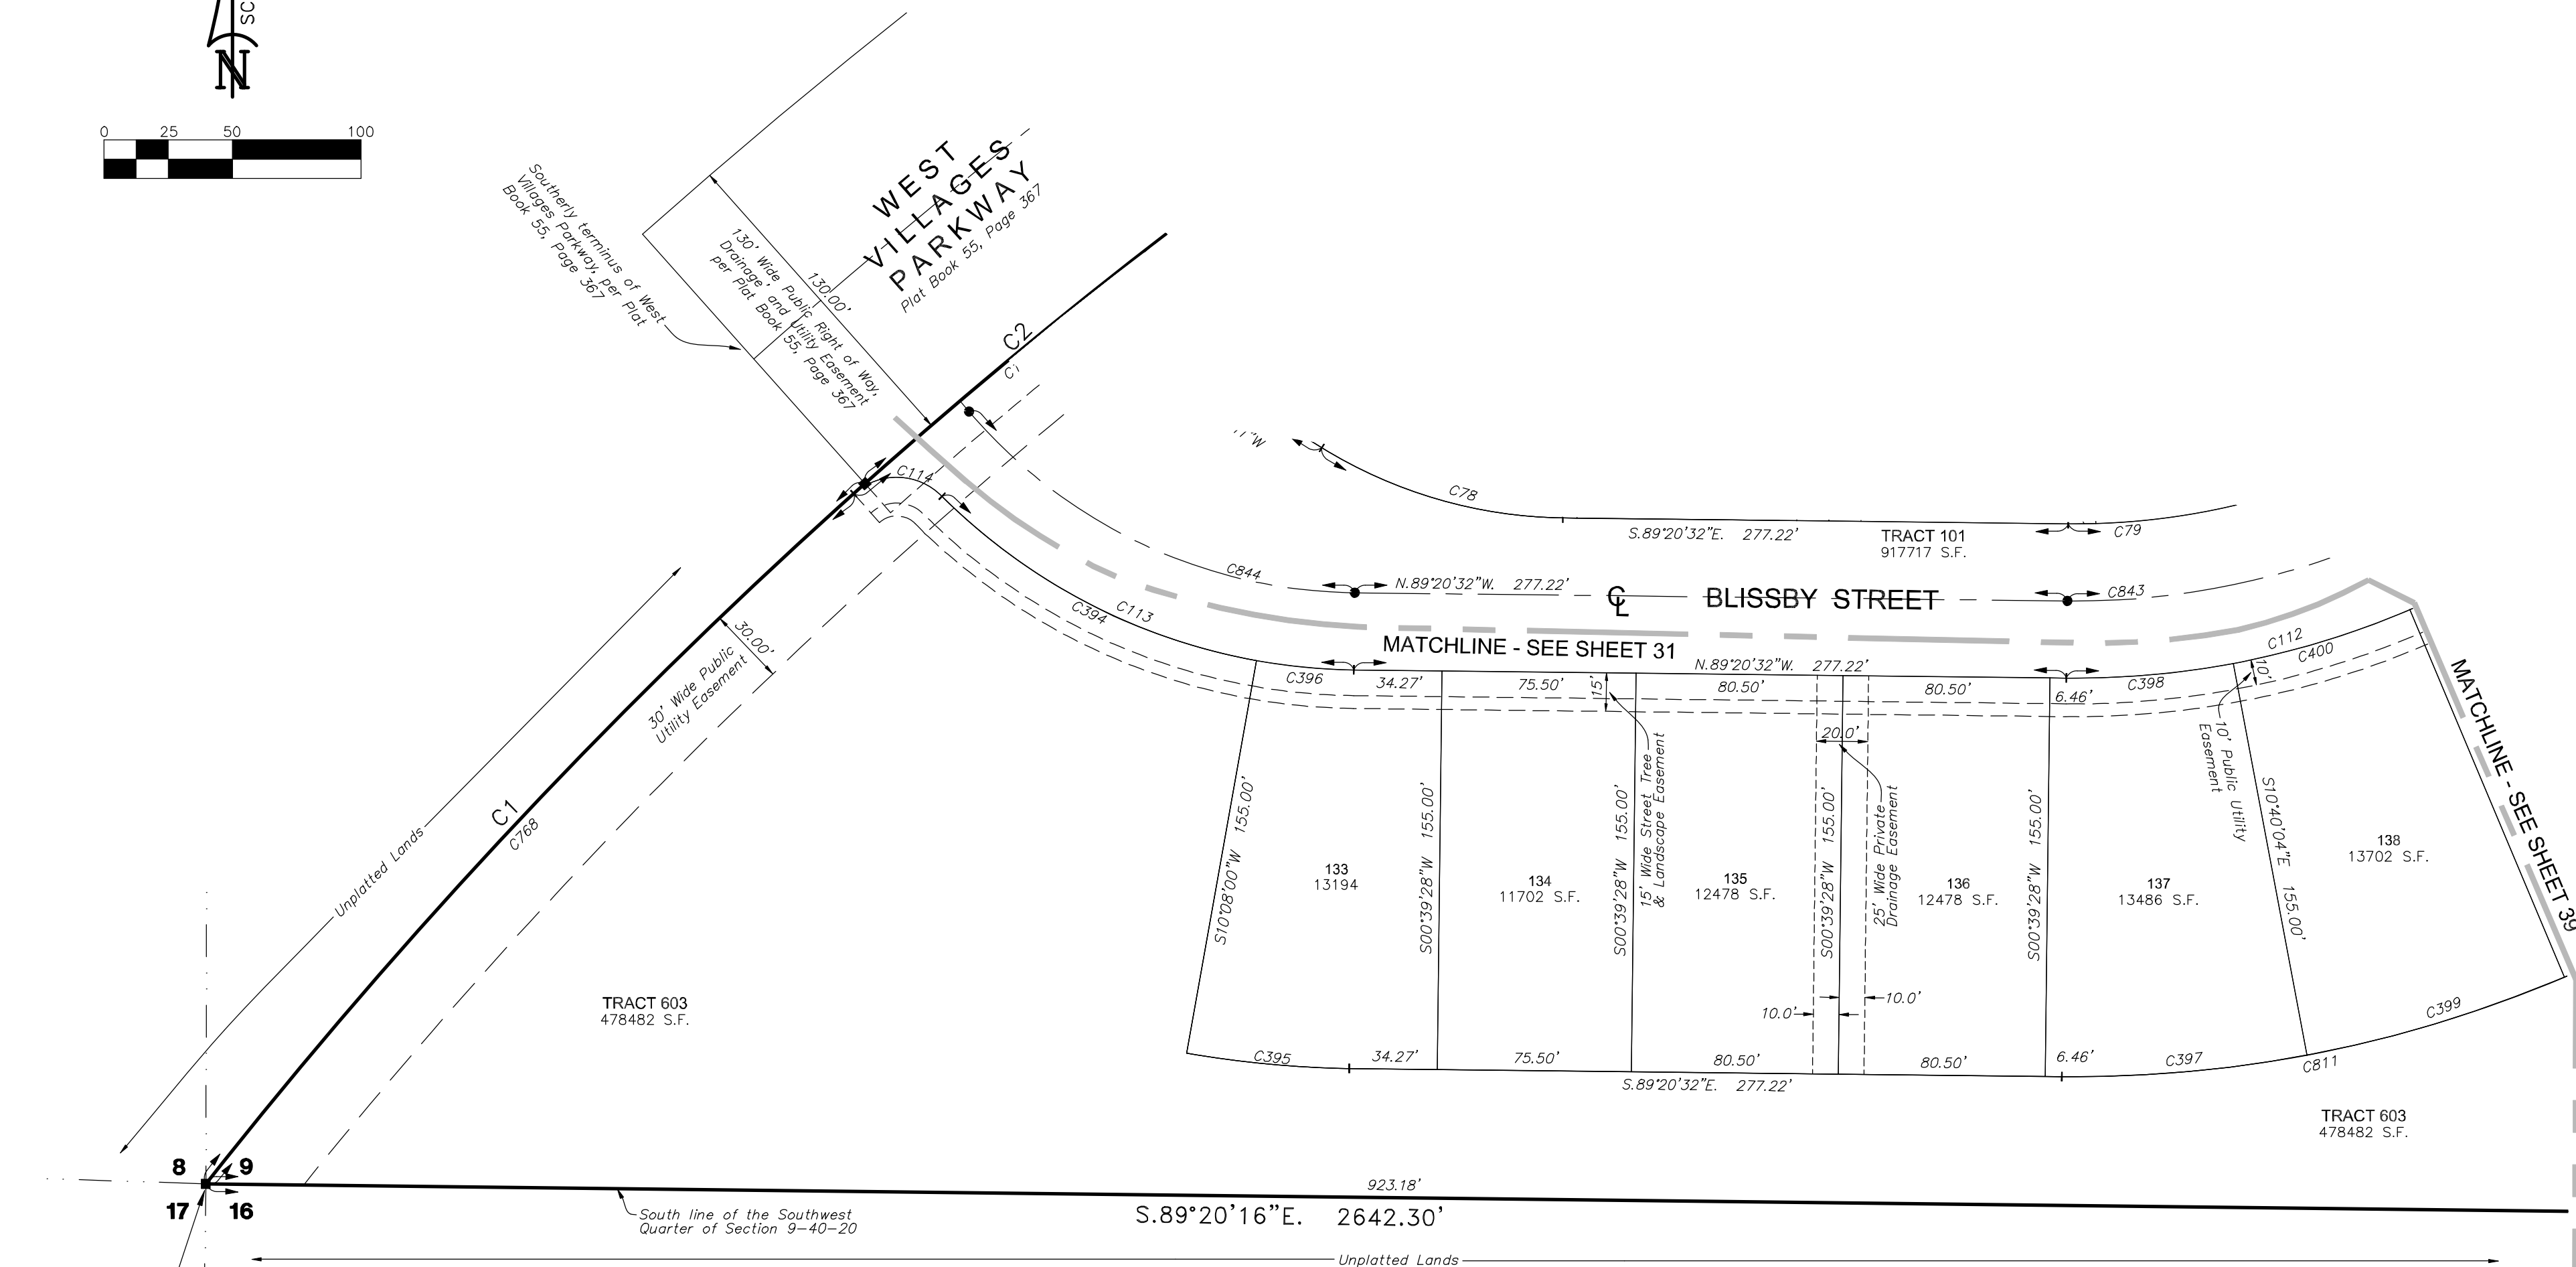 SC
N
0 25 50 100
Southerly terminus of West
Villages Parkway, per Plat
Book 55, Page 367
130' Wide Public Right of Way,
Drainage' and Utility Easement
per Plat Book 55, Page 367
130.00'
WEST
VILLAGES
PARKWAY
Plat Book 55, Page 367
C2
C114
C78
S.89°20'32"E. 277.22'
TRACT 101
917717 S.F.
C79
C844
N.89°20'32"W. 277.22'
C
L
BLISSBY STREET
C843
C394
C113
MATCHLINE - SEE SHEET 31
N.89°20'32"W. 277.22'
C112
C400
MATCHLINE - SEE SHEET 39
30.00'
30' Wide Public
Utility Easement
C396
34.27'
75.50'
15'
80.50'
80.50'
6.46'
C398
10'
20.0'
15' Wide Street Tree
& Landscape Easement
25' Wide Private
Drainage Easement
10' Public Utility
Easement
C1
C768
Unplatted Lands
S10°08'00"W 155.00'
S00°39'28"W 155.00'
S00°39'28"W 155.00'
S00°39'28"W 155.00'
S00°39'28"W 155.00'
S10°40'04"E 155.00'
133
13194
134
11702 S.F.
135
12478 S.F.
136
12478 S.F.
137
13486 S.F.
138
13702 S.F.
TRACT 603
478482 S.F.
10.0'
10.0'
C395
34.27'
75.50'
80.50'
80.50'
6.46'
C397
C811
C399
S.89°20'32"E. 277.22'
TRACT 603
478482 S.F.
8 9
17 16
923.18'
South line of the Southwest
Quarter of Section 9-40-20
S.89°20'16"E. 2642.30'
Unplatted Lands